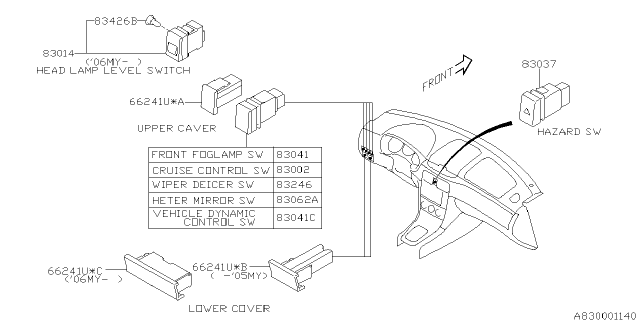 83426B
83014
('06MY-  )
HEAD LAMP LEVEL SWITCH
66241U*A
UPPER CAVER
FRONT
83037
HAZARD SW
FRONT FOGLAMP SW 83041
CRUISE CONTROL SW 83002
WIPER DEICER SW 83246
HETER MIRROR SW 83062A
VEHICLE DYNAMIC
CONTROL SW 83041C
66241U*C
('06MY-  )
66241U*B
(  -'05MY)
LOWER COVER
A830001140